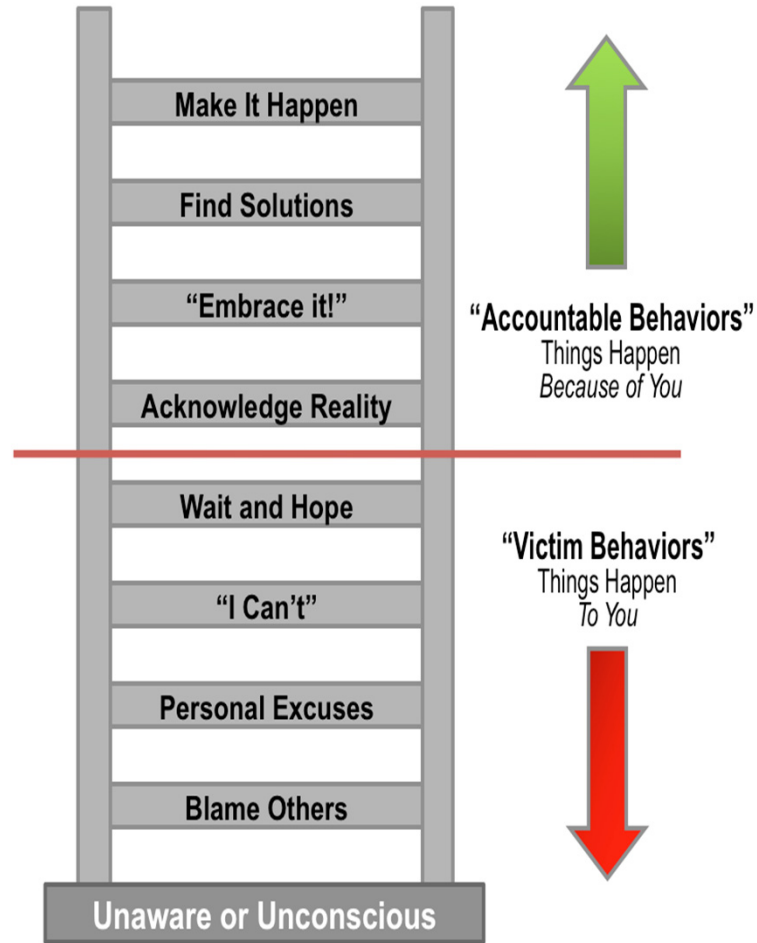 Make It Happen
Find Solutions
“Embrace it!”
Acknowledge Reality
“Accountable Behaviors”
Things Happen
Because of You
Wait and Hope
“I Can’t”
Personal Excuses
Blame Others
“Victim Behaviors”
Things Happen
To You
Unaware or Unconscious